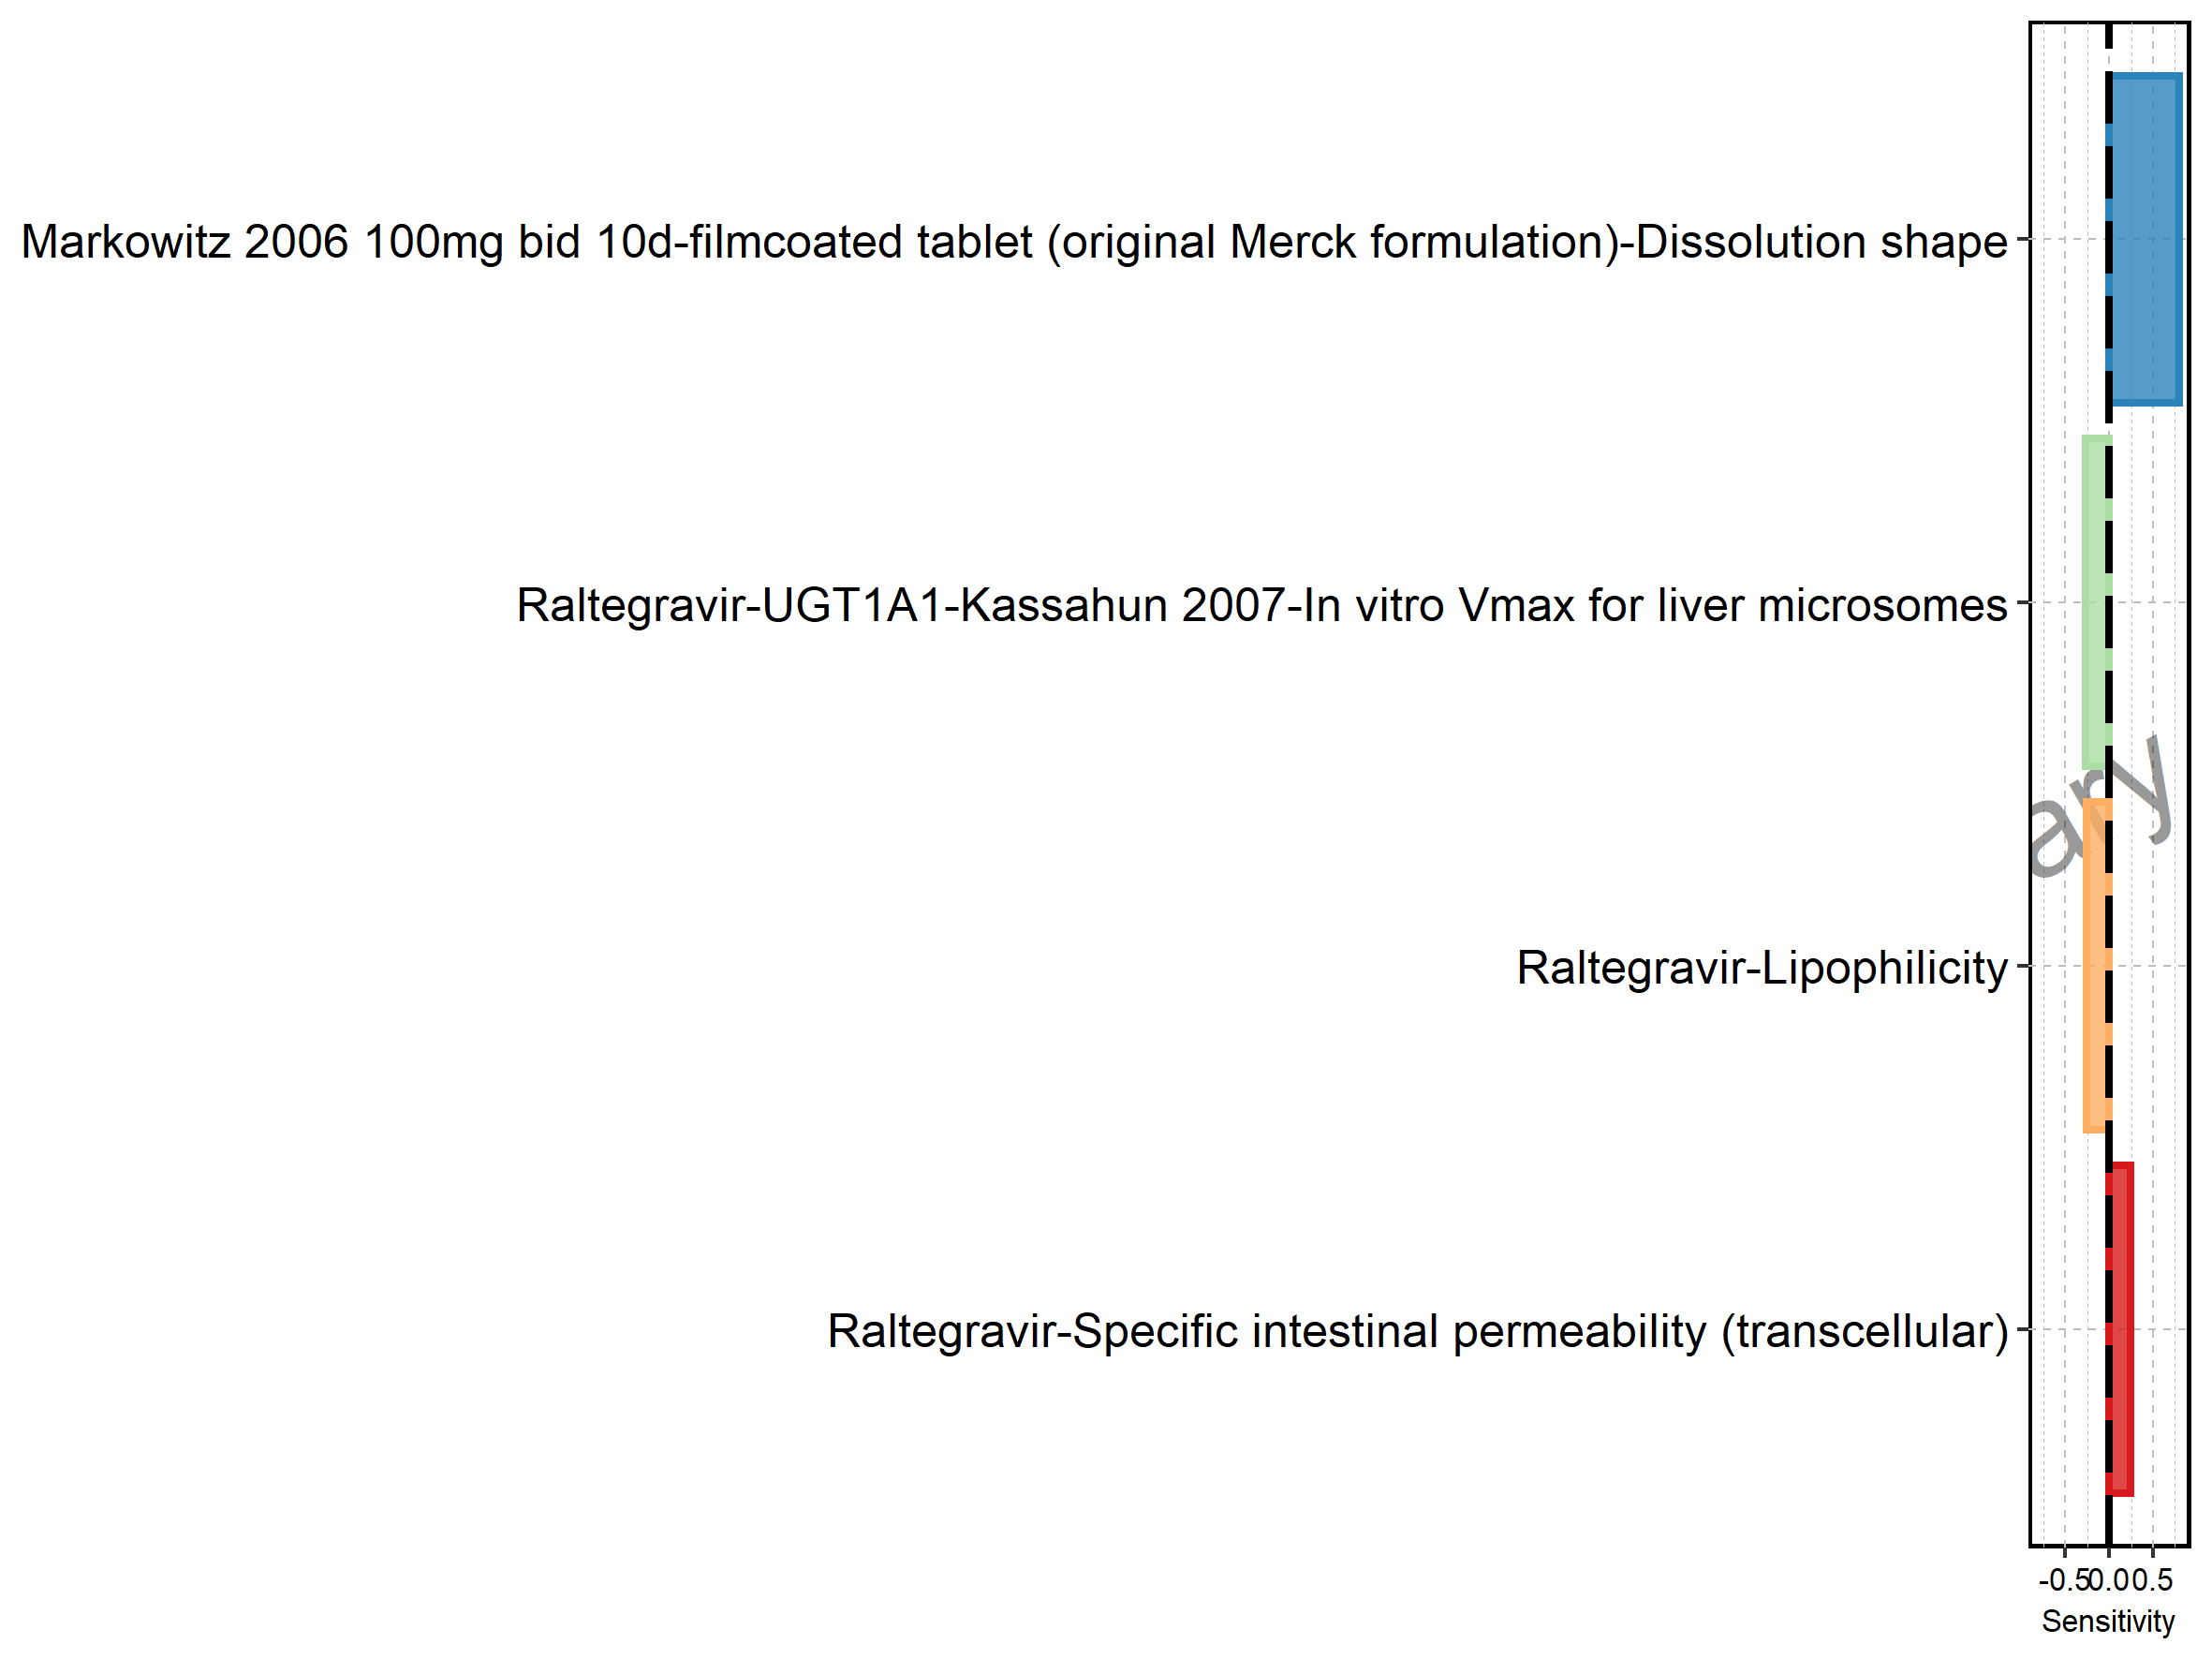 Markowitz 2006 100mg bid 10d-filmcoated tablet (original Merck formulation)-Dissolution shape
Raltegravir-UGT1A1-Kassahun 2007-In vitro Vmax for liver microsomes
ary
Raltegravir-Lipophilicity
Raltegravir-Specific intestinal permeability (transcellular)
-0.5 0.0 0.5
Sensitivity